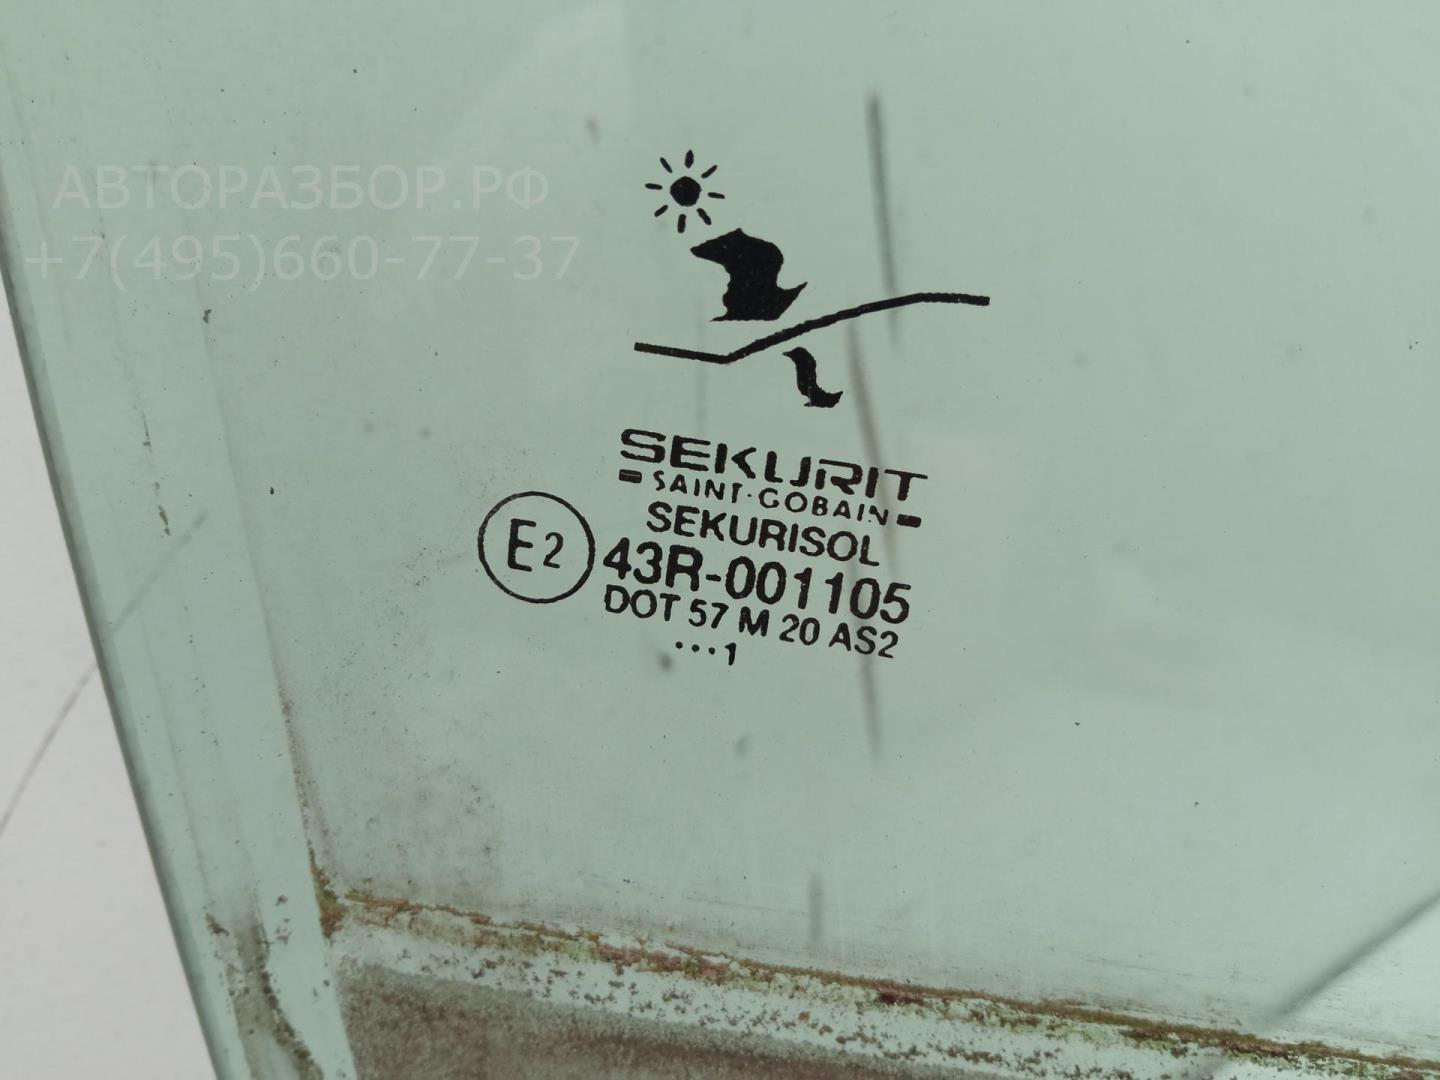 АВТОРАЗБОР.РФ
+7(495)660-77-37
SEKURIT
SAINT-GOBAIN
SEKURISOL
E2 43R-001105
DOT 57 M 20 AS2
...1